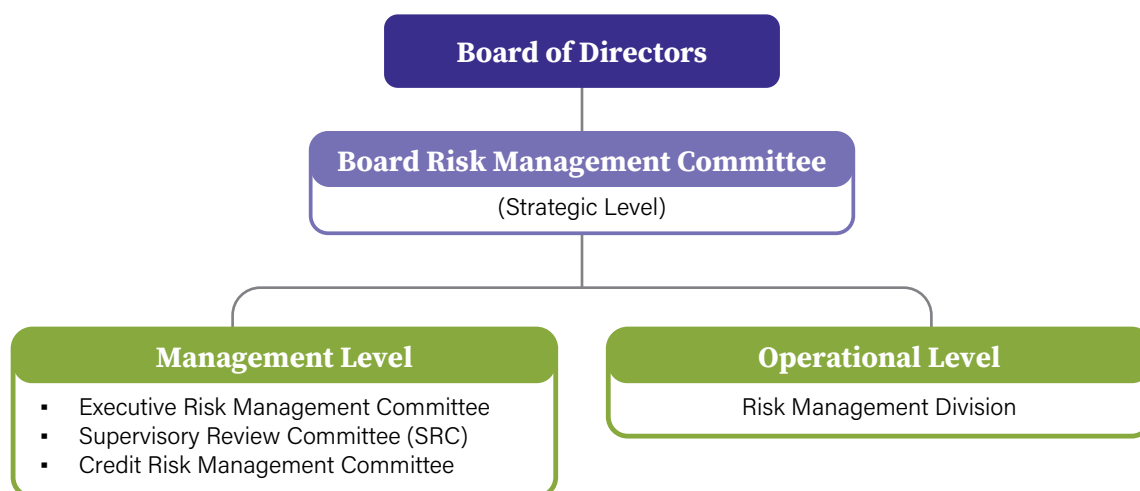 Board of Directors
Board Risk Management Committee
(Strategic Level)
Management Level
▪ Executive Risk Management Committee
▪ Supervisory Review Committee (SRC)
▪ Credit Risk Management Committee
Operational Level
Risk Management Division